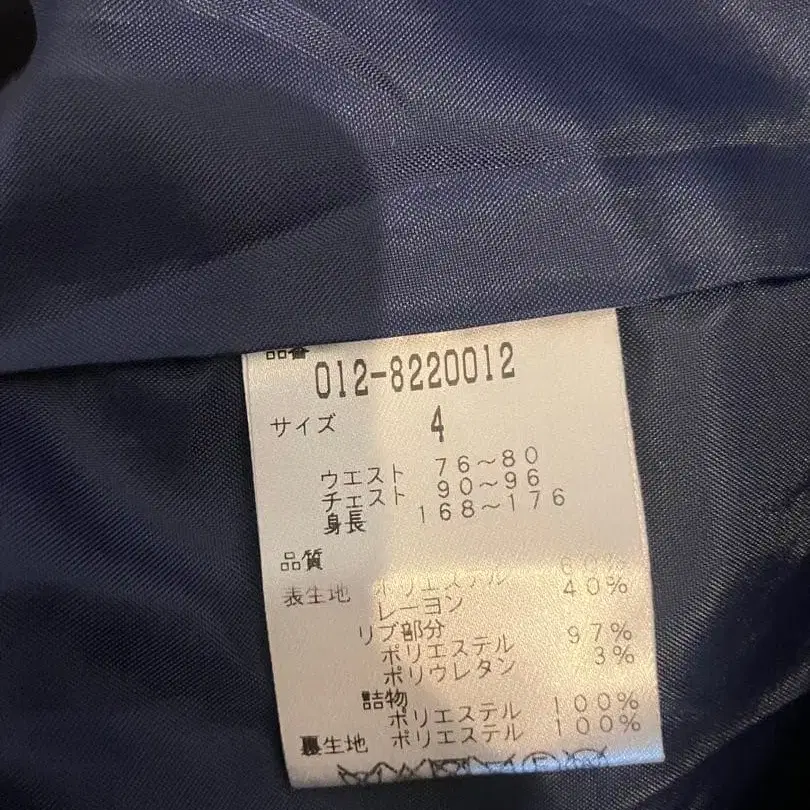 品番
012-8220012
サイズ 4
ウエスト 76～80
チェスト 90～96
身長 168～176
品質
表生地 ポリエステル 60%
レーヨン 40%
リブ部分
ポリエステル 97%
ポリウレタン 3%
詰物
ポリエステル 100%
裏生地 ポリエステル 100%